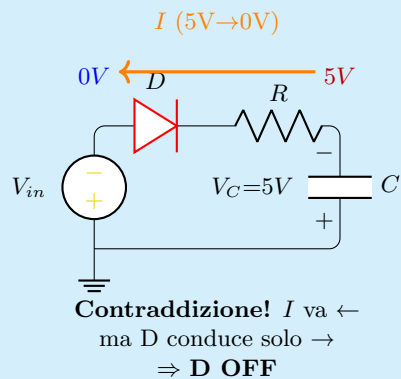 I (5V→0V)
0V
5V
D
R
−
−
V_in
V_C=5V
C
+
+
Contraddizione! I va ←
ma D conduce solo →
⇒ D OFF